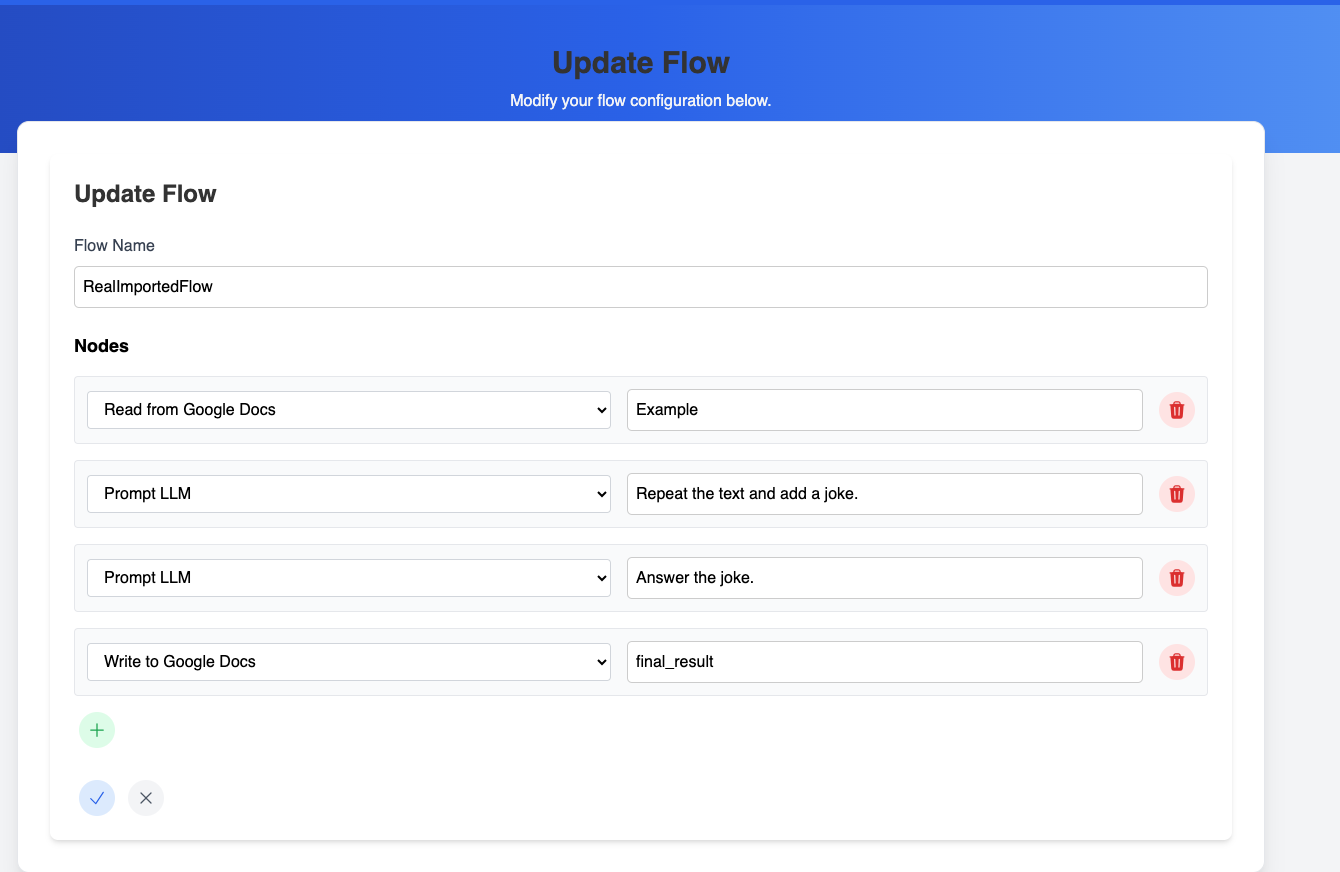 Update Flow
Modify your flow configuration below.
Update Flow
Flow Name
RealImportedFlow
Nodes
Read from Google Docs
Example
Prompt LLM
Repeat the text and add a joke.
Prompt LLM
Answer the joke.
Write to Google Docs
final_result